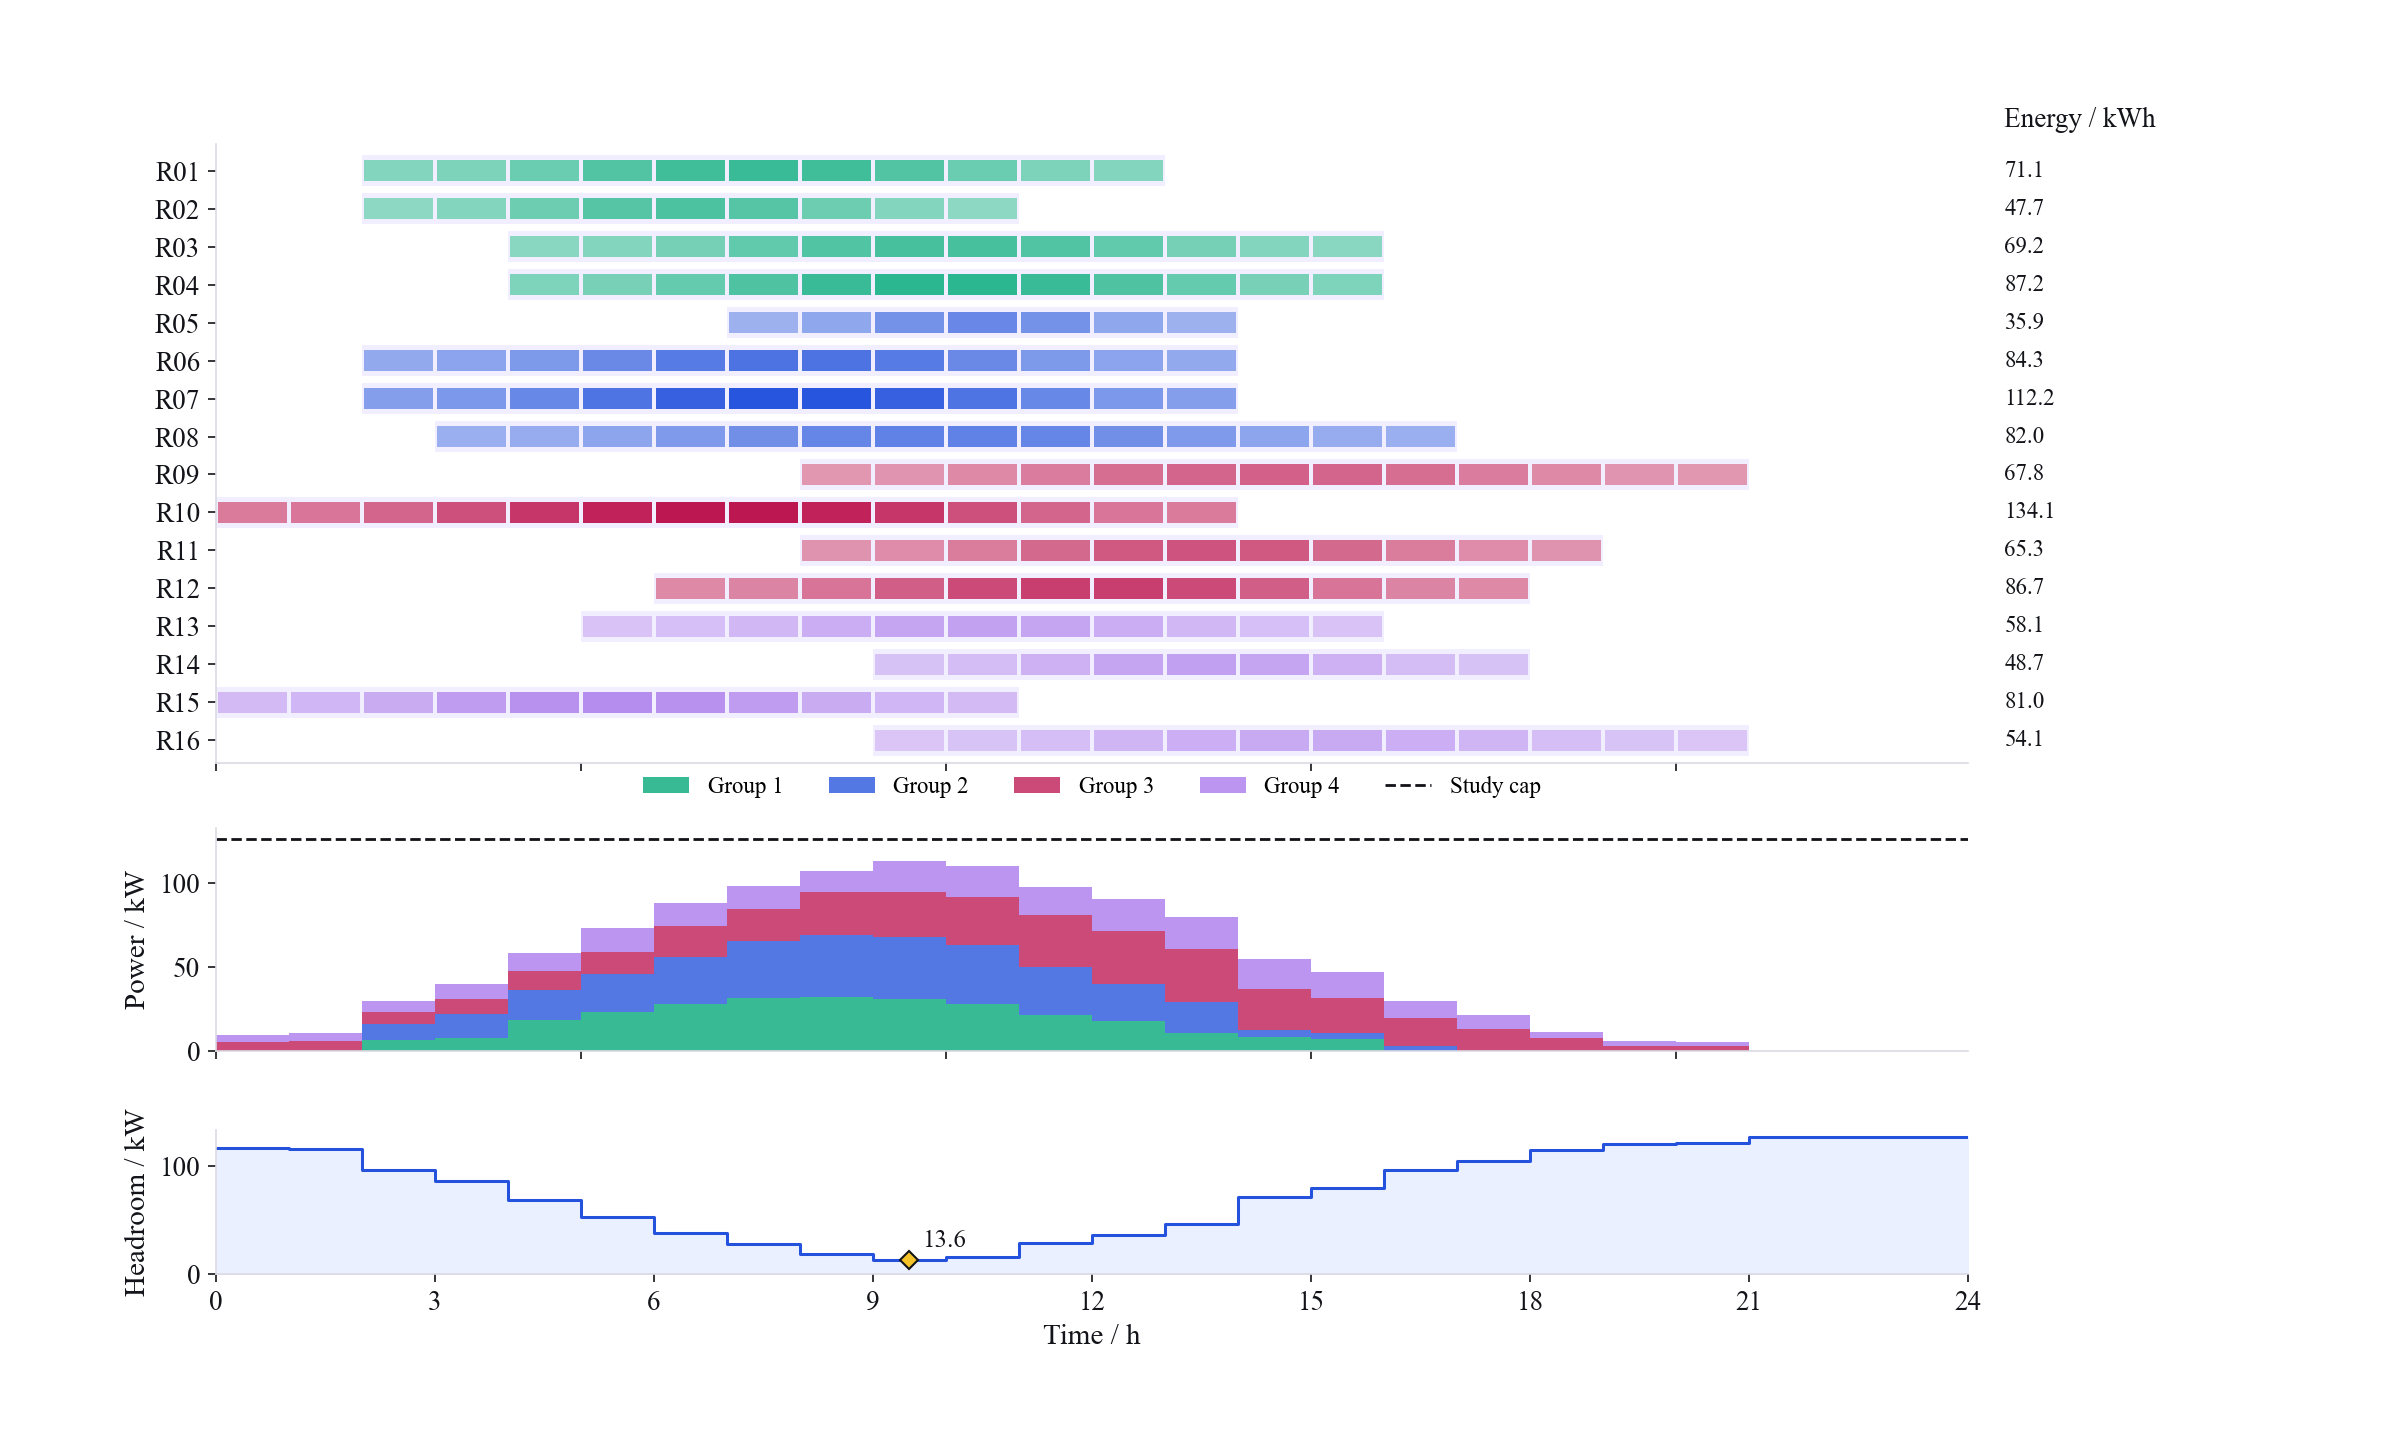 Energy / kWh
R01 71.1
R02 47.7
R03 69.2
R04 87.2
R05 35.9
R06 84.3
R07 112.2
R08 82.0
R09 67.8
R10 134.1
R11 65.3
R12 86.7
R13 58.1
R14 48.7
R15 81.0
R16 54.1
Group 1 Group 2 Group 3 Group 4 Study cap
Power / kW
100
50
0
Headroom / kW
100
0
13.6
0 3 6 9 12 15 18 21 24
Time / h